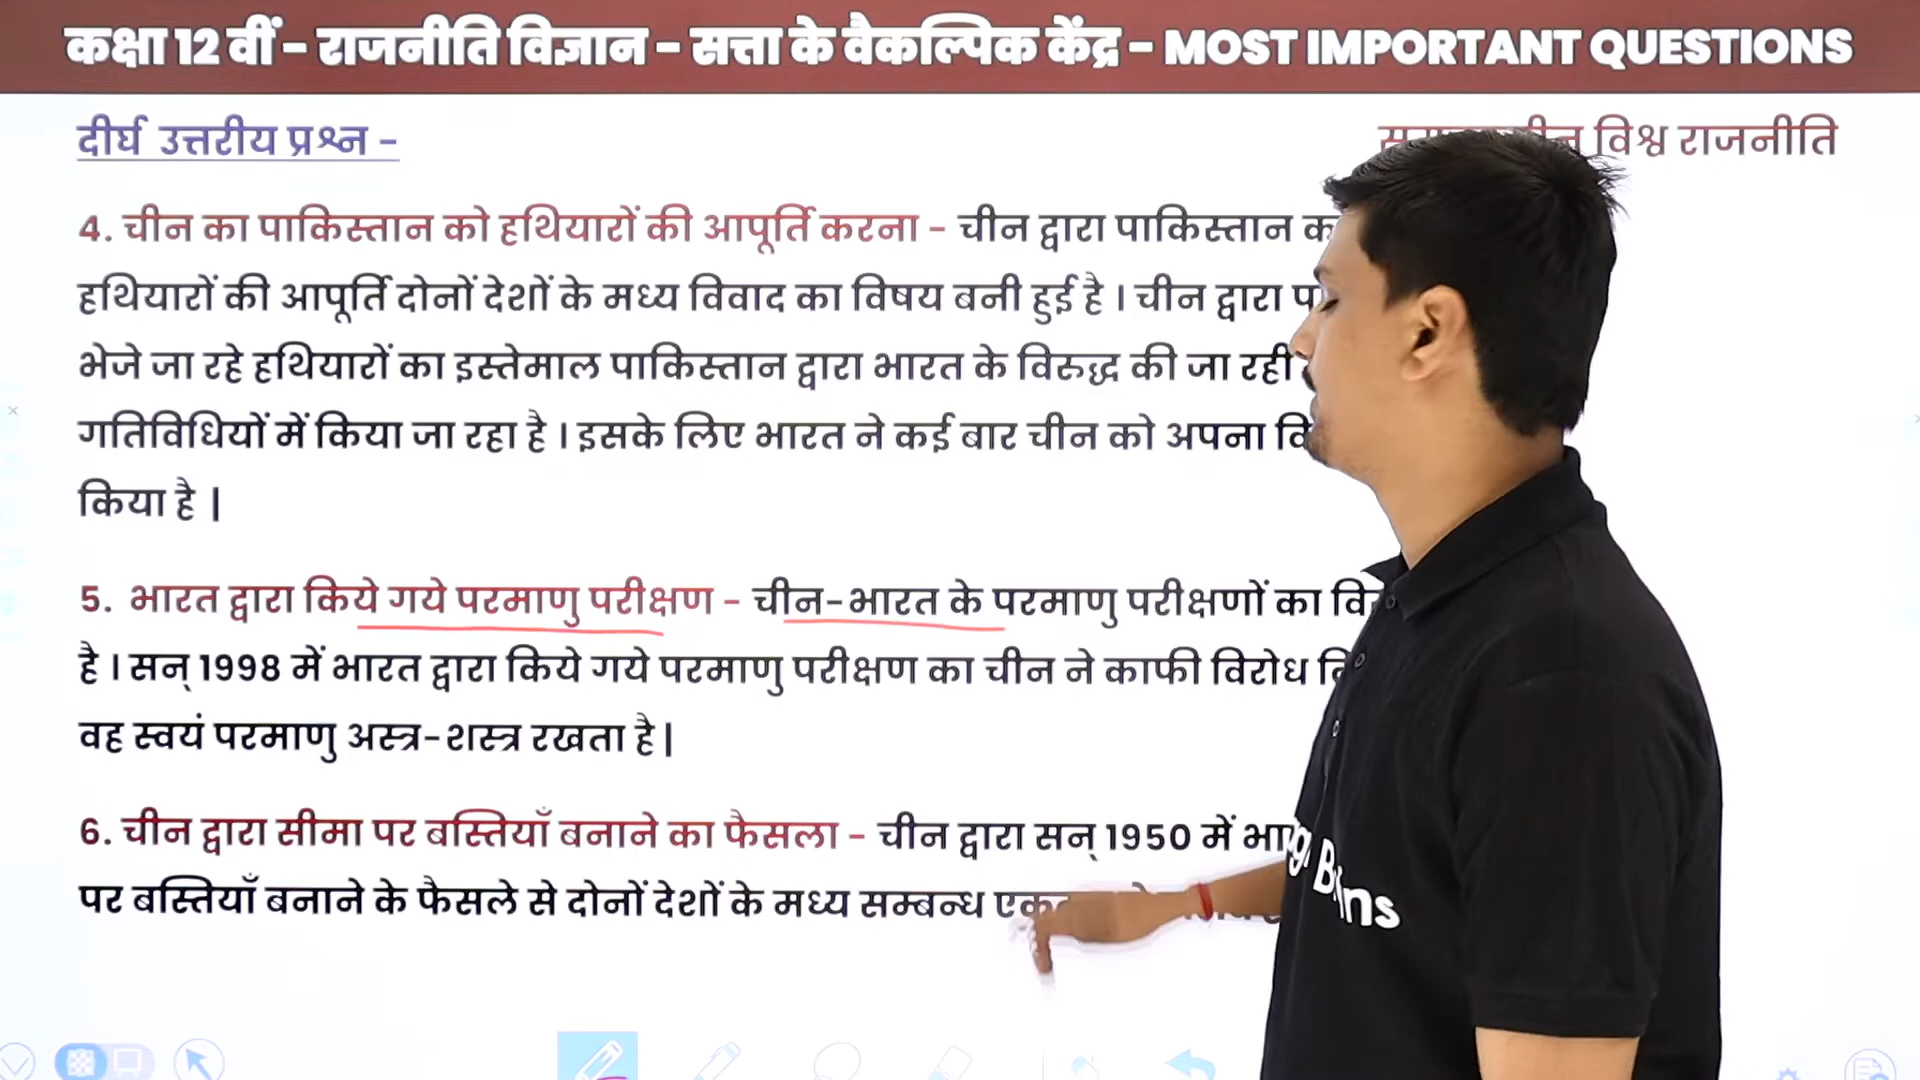 कक्षा 12 वीं - राजनीति विज्ञान - सत्ता के वैकल्पिक केंद्र - MOST IMPORTANT QUESTIONS
दीर्घ उत्तरीय प्रश्न -
विश्व राजनीति
4. चीन का पाकिस्तान को हथियारों की आपूर्ति करना - चीन द्वारा पाकिस्तान
हथियारों की आपूर्ति दोनों देशों के मध्य विवाद का विषय बनी हुई है । चीन द्वारा
भेजे जा रहे हथियारों का इस्तेमाल पाकिस्तान द्वारा भारत के विरुद्ध की जा रही
गतिविधियों में किया जा रहा है । इसके लिए भारत ने कई बार चीन को अपना
किया है |
5. भारत द्वारा किये गये परमाणु परीक्षण - चीन-भारत के परमाणु परीक्षणों का
है । सन् 1998 में भारत द्वारा किये गये परमाणु परीक्षण का चीन ने काफी विरोध
वह स्वयं परमाणु अस्त्र-शस्त्र रखता है |
6. चीन द्वारा सीमा पर बस्तियाँ बनाने का फैसला - चीन द्वारा सन् 1950 में
पर बस्तियाँ बनाने के फैसले से दोनों देशों के मध्य सम्बन्ध